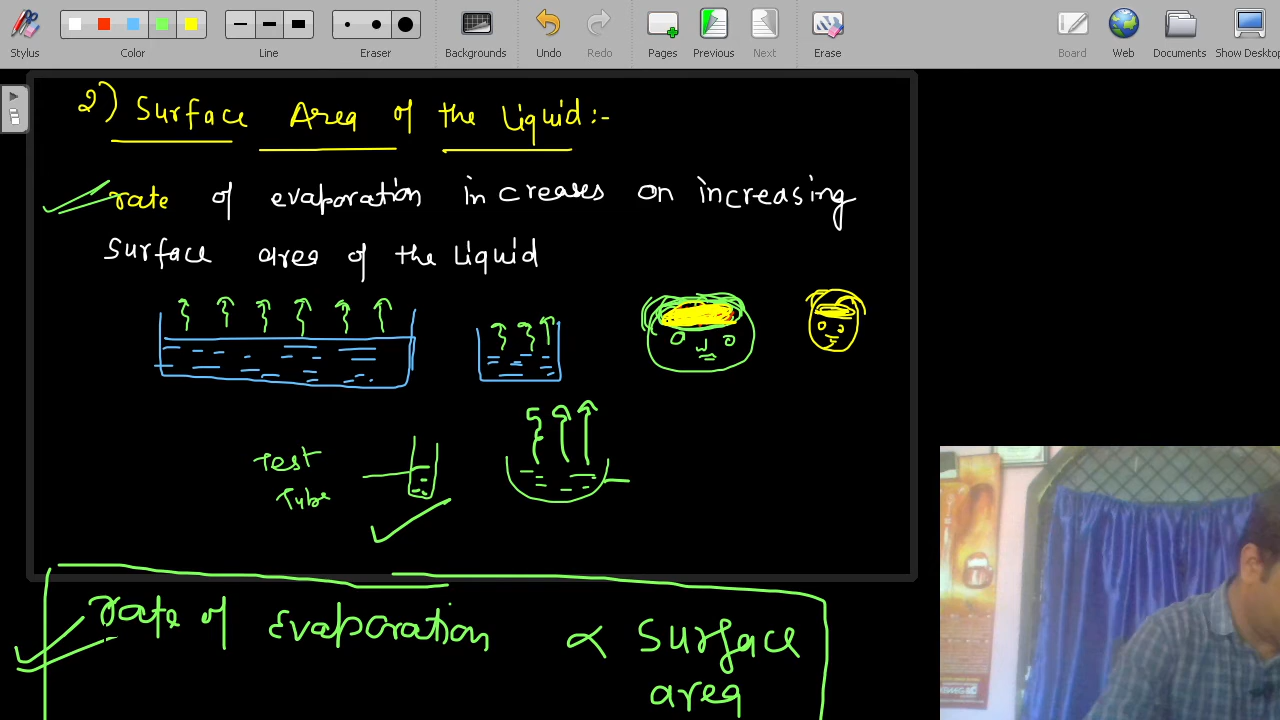 Stylus
Color
Line
Eraser
Backgrounds
Undo
Redo
Pages
Previous
Next
Erase
Board
Web
Documents
Show Desktop
2) Surface Area of the Liquid:-
rate of evaporation increases on increasing
Surface area of the Liquid
Test
Tube
rate of Evaporation ∝ Surface
area